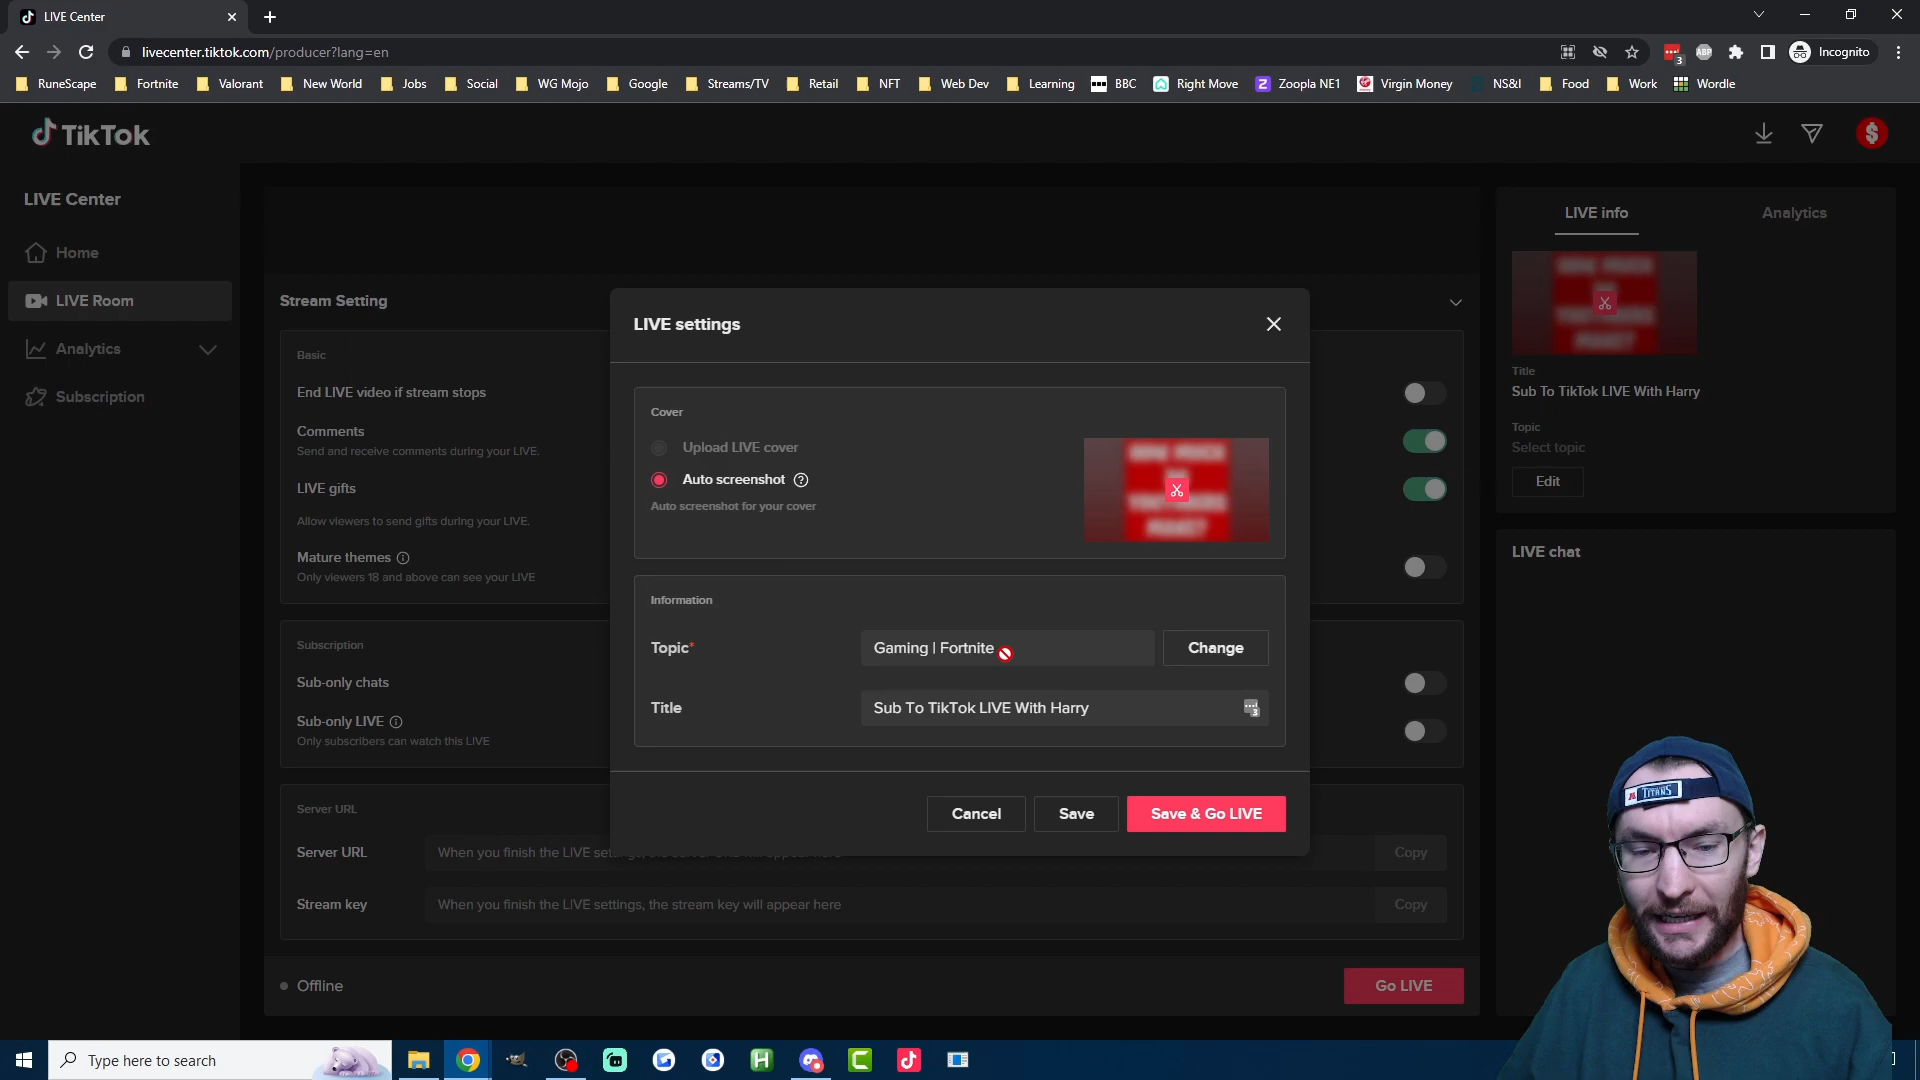 LIVE Center
livecenter.tiktok.com/producer?lang=en
3
ABP
Incognito
RuneScape
Fortnite
Valorant
New World
Jobs
Social
WG Mojo
Google
Streams/TV
Retail
NFT
Web Dev
Learning
BBC
Right Move
Zoopla NE1
Virgin Money
NS&I
Food
Work
Wordle
TikTok
LIVE Center
Home
LIVE Room
Analytics
Subscription
Stream Setting
Basic
End LIVE video if stream stops
Comments
Send and receive comments during your LIVE.
LIVE gifts
Allow viewers to send gifts during your LIVE.
Mature themes
Only viewers 18 and above can see your LIVE
Subscription
Sub-only chats
Sub-only LIVE
Only subscribers can watch this LIVE
Server URL
Server URL
When you finish the LIVE
Copy
Stream key
When you finish the LIVE settings, the stream key will appear here
Copy
Offline
Go LIVE
LIVE settings
Cover
Upload LIVE cover
Auto screenshot
Auto screenshot for your cover
Information
Topic*
Gaming | Fortnite
Change
Title
Sub To TikTok LIVE With Harry
Cancel
Save
Save & Go LIVE
LIVE info
Analytics
Title
Sub To TikTok LIVE With Harry
Topic
Select topic
Edit
LIVE chat
TITANS
Type here to search